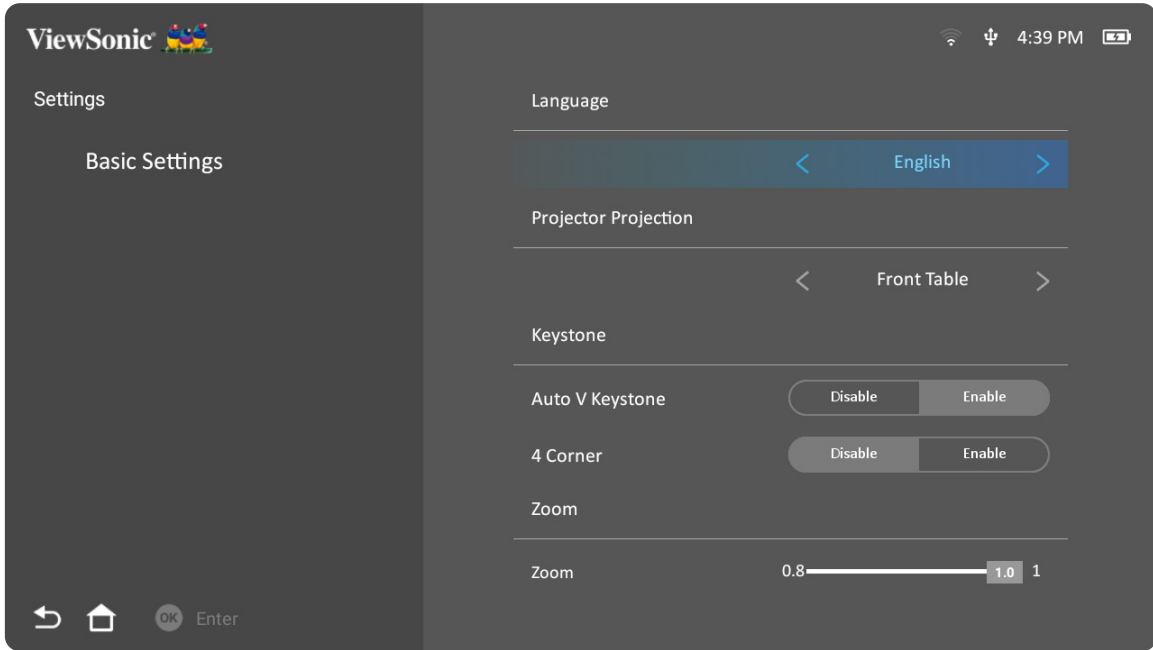 ViewSonic
4:39 PM
Settings
Basic Settings
Language
< English >
Projector Projection
< Front Table >
Keystone
Auto V Keystone Disable Enable
4 Corner Disable Enable
Zoom
Zoom 0.8 1.0 1
OK Enter